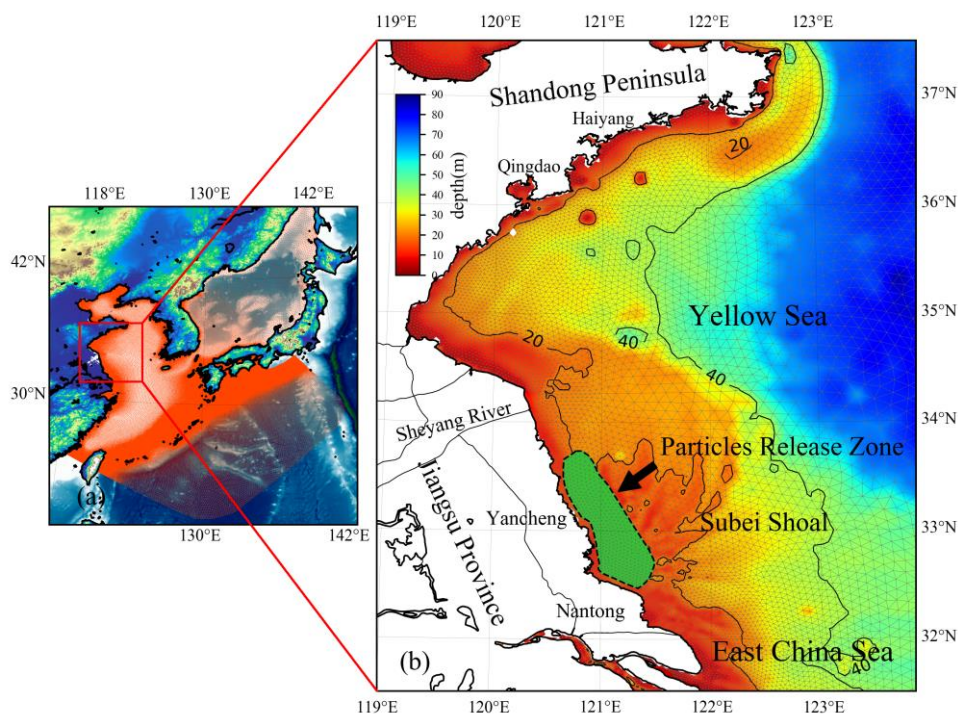 119°E 120°E 121°E 122°E 123°E
37°N
36°N
35°N
34°N
33°N
32°N
119°E 120°E 121°E 122°E 123°E
Shandong Peninsula
Haiyang
Qingdao
90
80
70
60
50
40
30
20
10
0
depth(m)
20
Yellow Sea
20
40
40
Sheyang River
Particles Release Zone
Jiangsu Province
Yancheng
Subei Shoal
Nantong
East China Sea
40
(b)
118°E 130°E 142°E
42°N
30°N
(a)
130°E 142°E